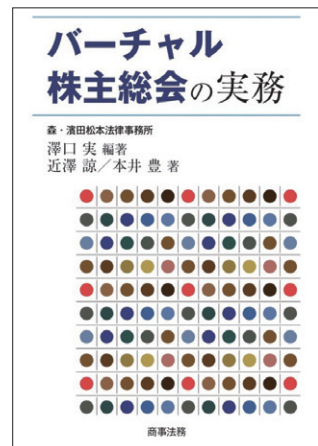 バーチャル
株主総会の実務
森・濱田松本法律事務所
澤口 実 編著
近澤 諒／本井 豊 著
商事法務